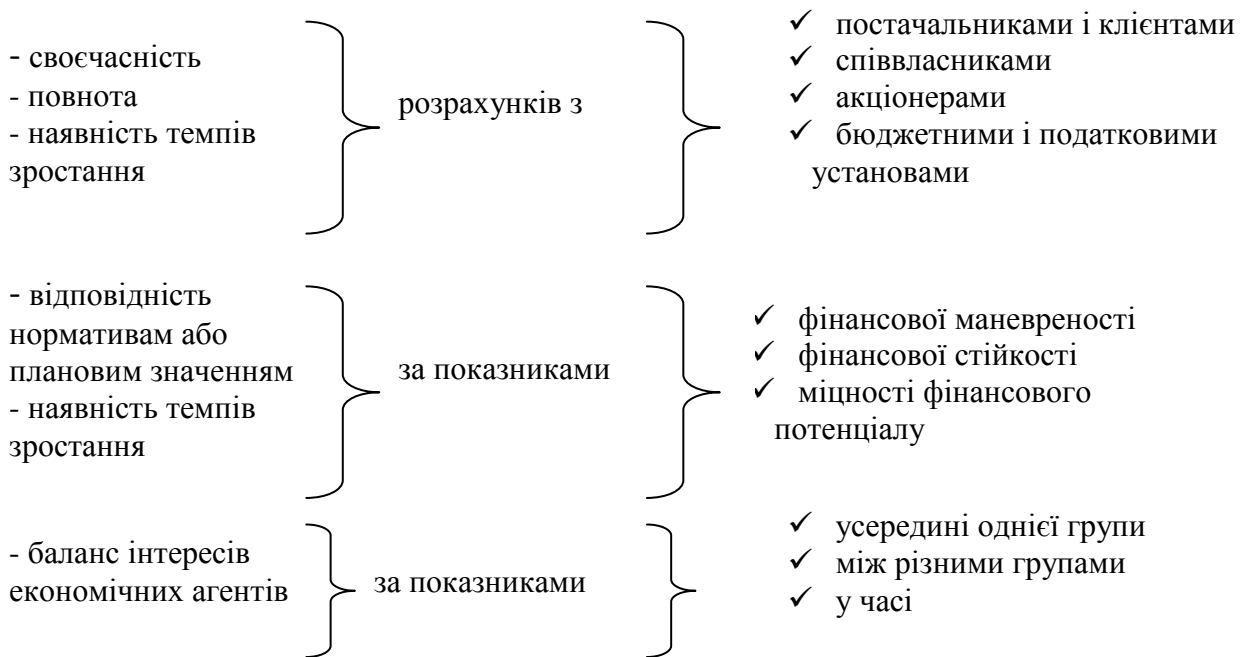 - своєчасність
- повнота
- наявність темпів
зростання
розрахунків з
✓ постачальниками і клієнтами
✓ співвласниками
✓ акціонерами
✓ бюджетними і податковими
установами
- відповідність
нормативам або
плановим значенням
- наявність темпів
зростання
за показниками
✓ фінансової маневреності
✓ фінансової стійкості
✓ міцності фінансового
потенціалу
- баланс інтересів
економічних агентів
за показниками
✓ усередині однієї групи
✓ між різними групами
✓ у часі